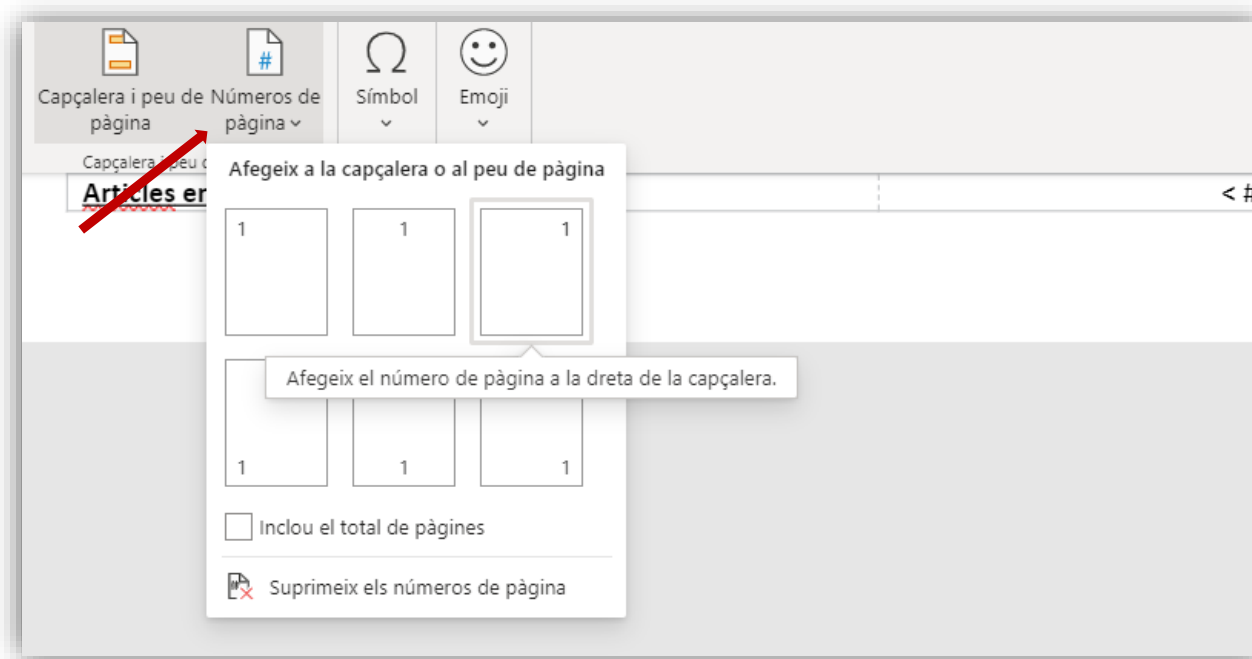 Capçalera i peu de
pàgina
Números de
pàgina
#
Símbol
Emoji
Capçalera i peu
Afegeix a la capçalera o al peu de pàgina
Articles
< #
1
1
1
Afegeix el número de pàgina a la dreta de la capçalera.
1
1
1
Inclou el total de pàgines
Suprimeix els números de pàgina